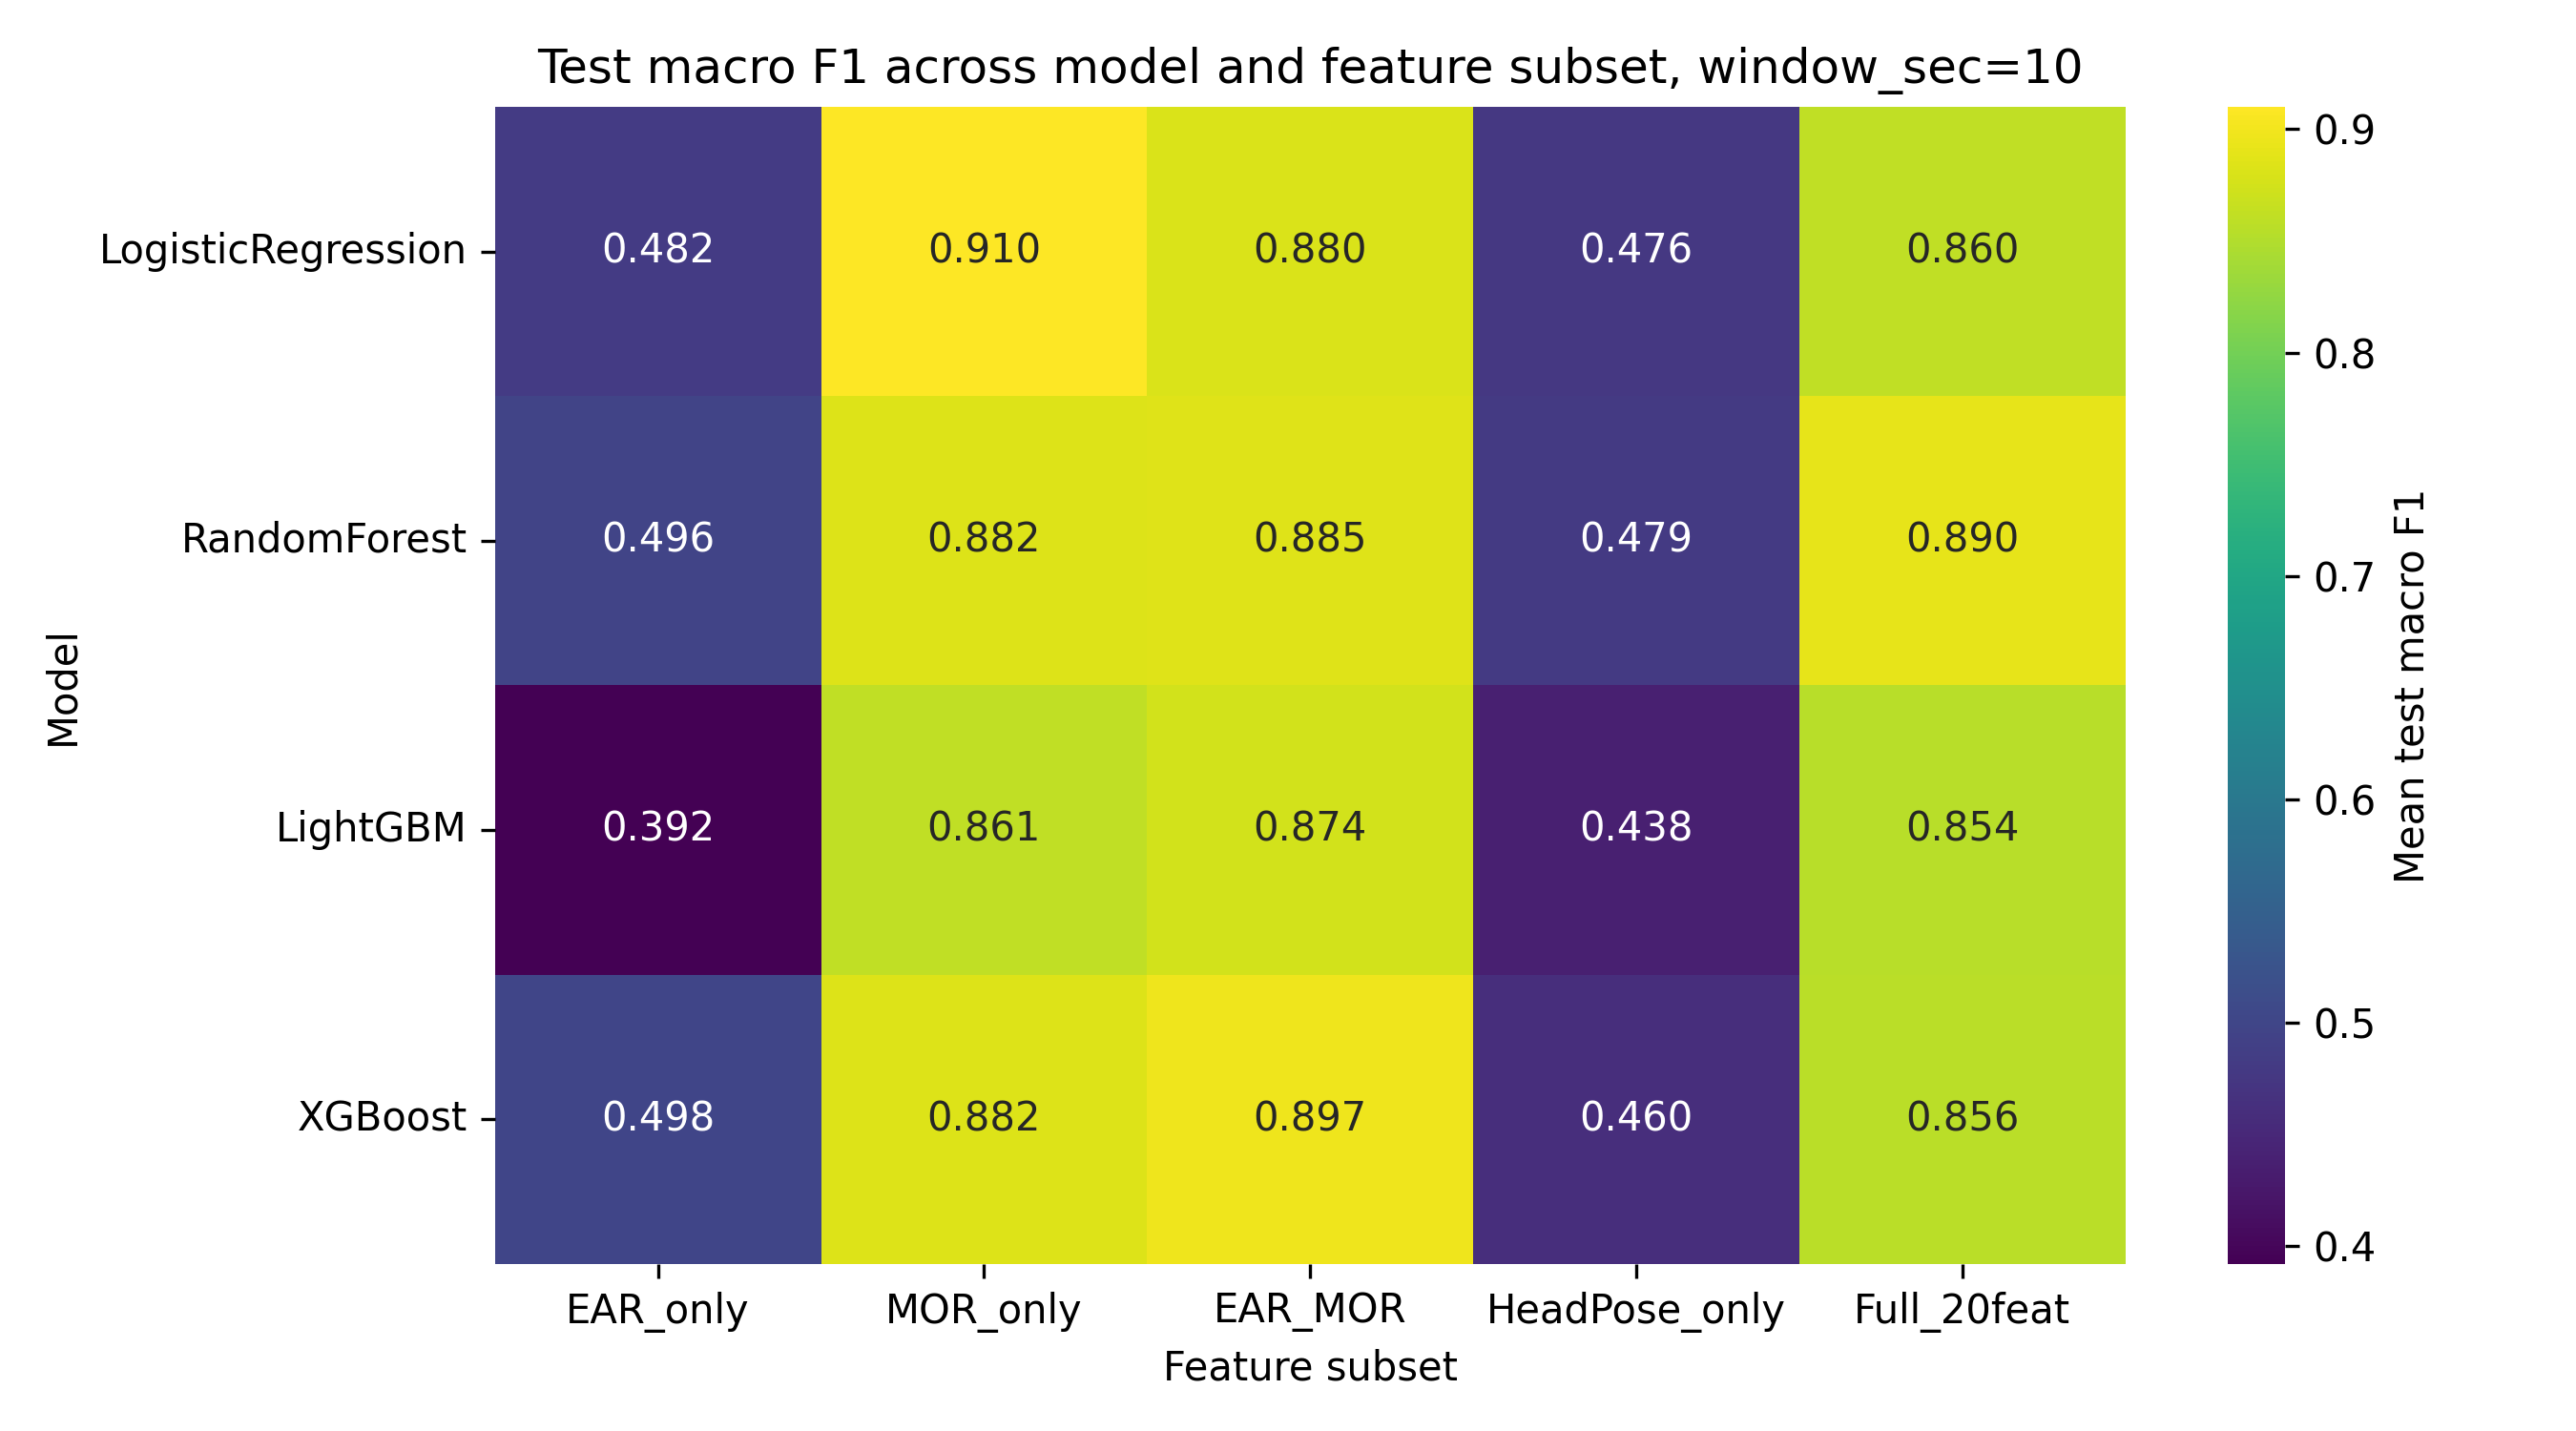 Test macro F1 across model and feature subset, window_sec=10
Model
LogisticRegression 0.482 0.910 0.880 0.476 0.860
RandomForest 0.496 0.882 0.885 0.479 0.890
LightGBM 0.392 0.861 0.874 0.438 0.854
XGBoost 0.498 0.882 0.897 0.460 0.856
EAR_only MOR_only EAR_MOR HeadPose_only Full_20feat
Feature subset
0.9
0.8
0.7
0.6
0.5
0.4
Mean test macro F1